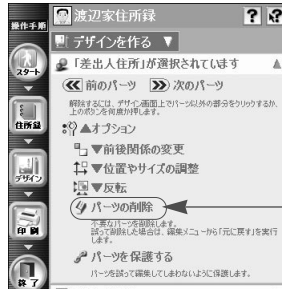 操作手順
渡辺家住所録
デザインを作る ▼
スタート
「差出人住所」が選択されています
前のパーツ 次のパーツ
解除するには、デザイン画面上でパーツ以外の部分をクリックするか、
上のボタンを何度か押します。
住所録
▲オプション
▼前後関係の変更
▼位置やサイズの調整
デザイン
▼反転
パーツの削除
不要なパーツを削除します。
誤って削除した場合は、編集メニューから「元に戻す」を実行
します。
印刷
パーツを保護する
パーツを誤って編集してしまわないように保護します。
終了